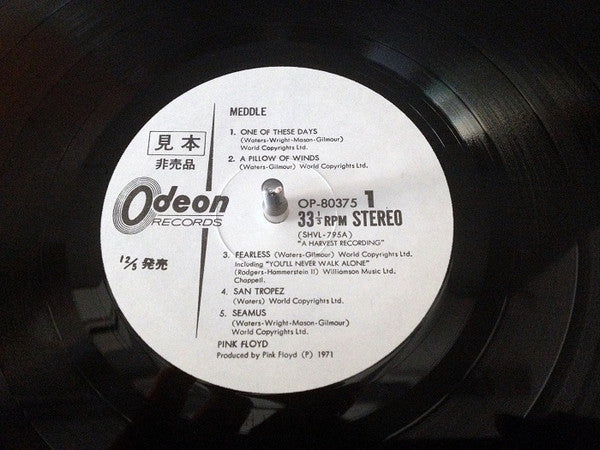 MEDDLE
1. ONE OF THESE DAYS
(Waters-Wright-Mason-Gilmour)
World Copyrights Ltd.
2. A PILLOW OF WINDS
(Waters-Gilmour) World Copyrights Ltd.
見本
非売品
Odeon
RECORDS
12/5 発売
OP-80375 1
33 1/3 RPM STEREO
(SHVL-795A)
"A HARVEST RECORDING"
3. FEARLESS (Waters-Gilmour) World Copyrights Ltd.
Including "YOU'LL NEVER WALK ALONE"
(Rodgers-Hammerstein II) Williamson Music Ltd.
Chappell.
4. SAN TROPEZ
(Waters) World Copyrights Ltd.
5. SEAMUS
(Waters-Wright-Mason-Gilmour)
World Copyrights Ltd.
PINK FLOYD
Produced by Pink Floyd (P) 1971